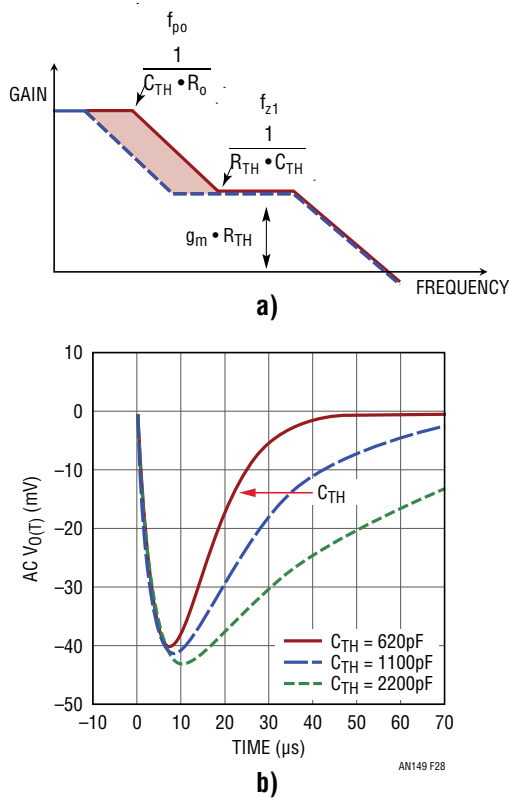 f_po
1
C_TH • R_o
GAIN
f_z1
1
R_TH • C_TH
g_m • R_TH
FREQUENCY
a)
10
0
–10
–20
–30
–40
–50
AC V_O(T) (mV)
C_TH
C_TH = 620pF
C_TH = 1100pF
C_TH = 2200pF
–10 0 10 20 30 40 50 60 70
TIME (µs)
AN149 F28
b)